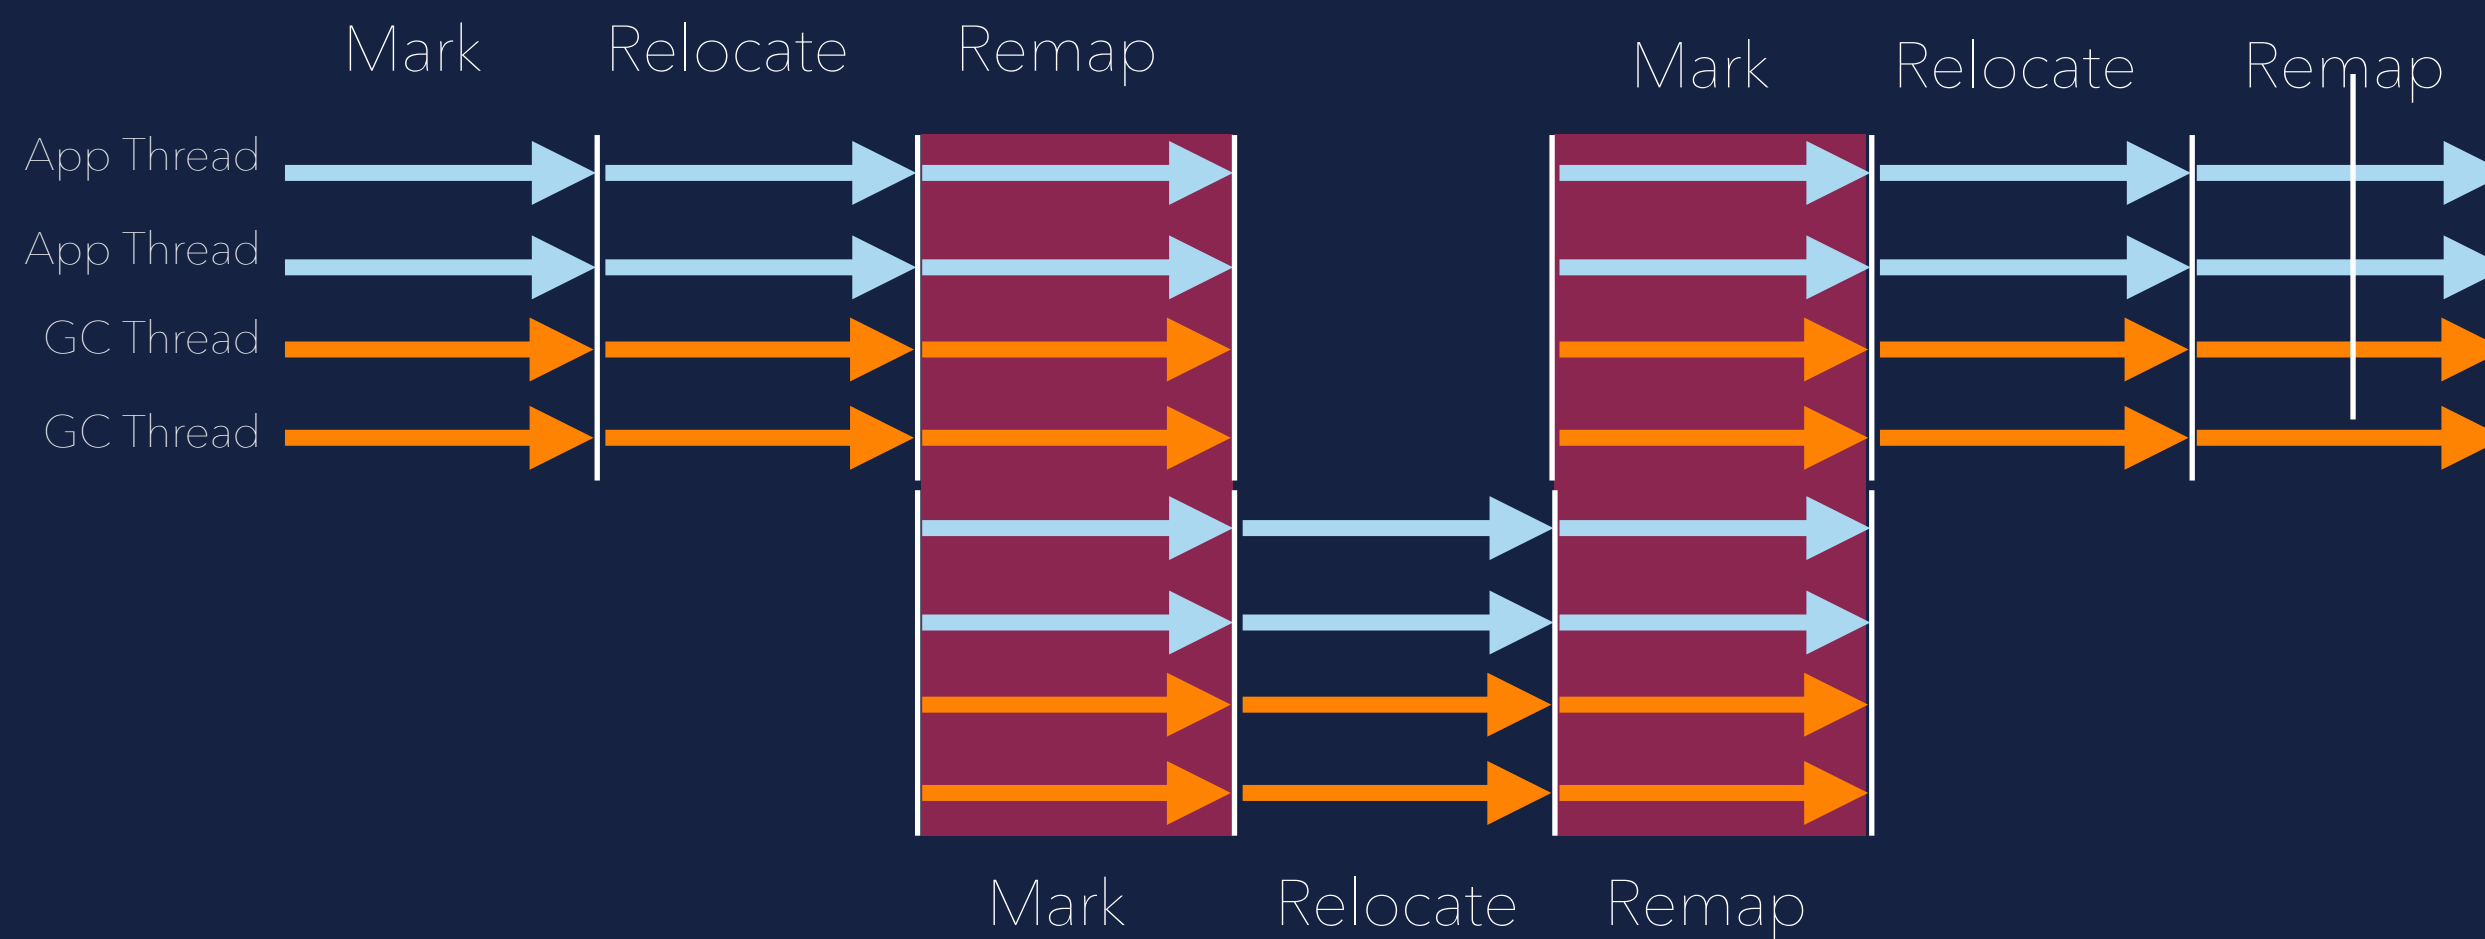 Mark Relocate Remap Mark Relocate Remap
App Thread
App Thread
GC Thread
GC Thread
Mark Relocate Remap